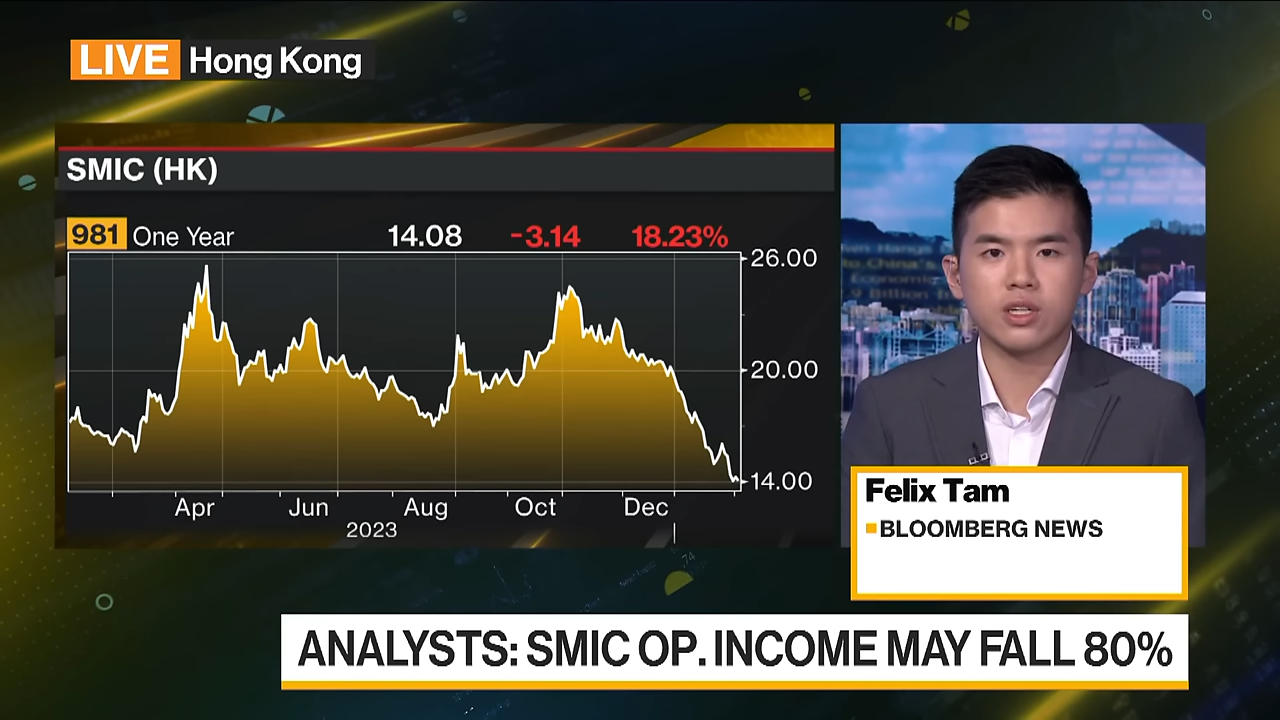 LIVE Hong Kong
SMIC (HK)
981 One Year 14.08 -3.14 18.23%
26.00
20.00
14.00
Apr Jun Aug Oct Dec
2023
Felix Tam
BLOOMBERG NEWS
ANALYSTS: SMIC OP. INCOME MAY FALL 80%